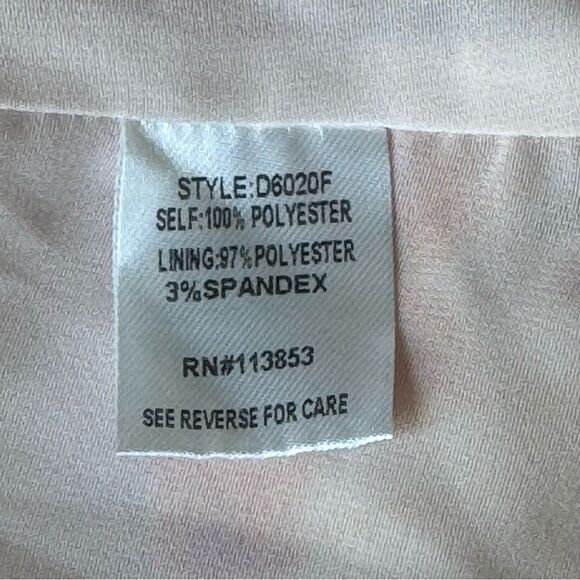 STYLE:D6020F
SELF:100% POLYESTER
LINING:97%POLYESTER
3%SPANDEX
RN#113853
SEE REVERSE FOR CARE